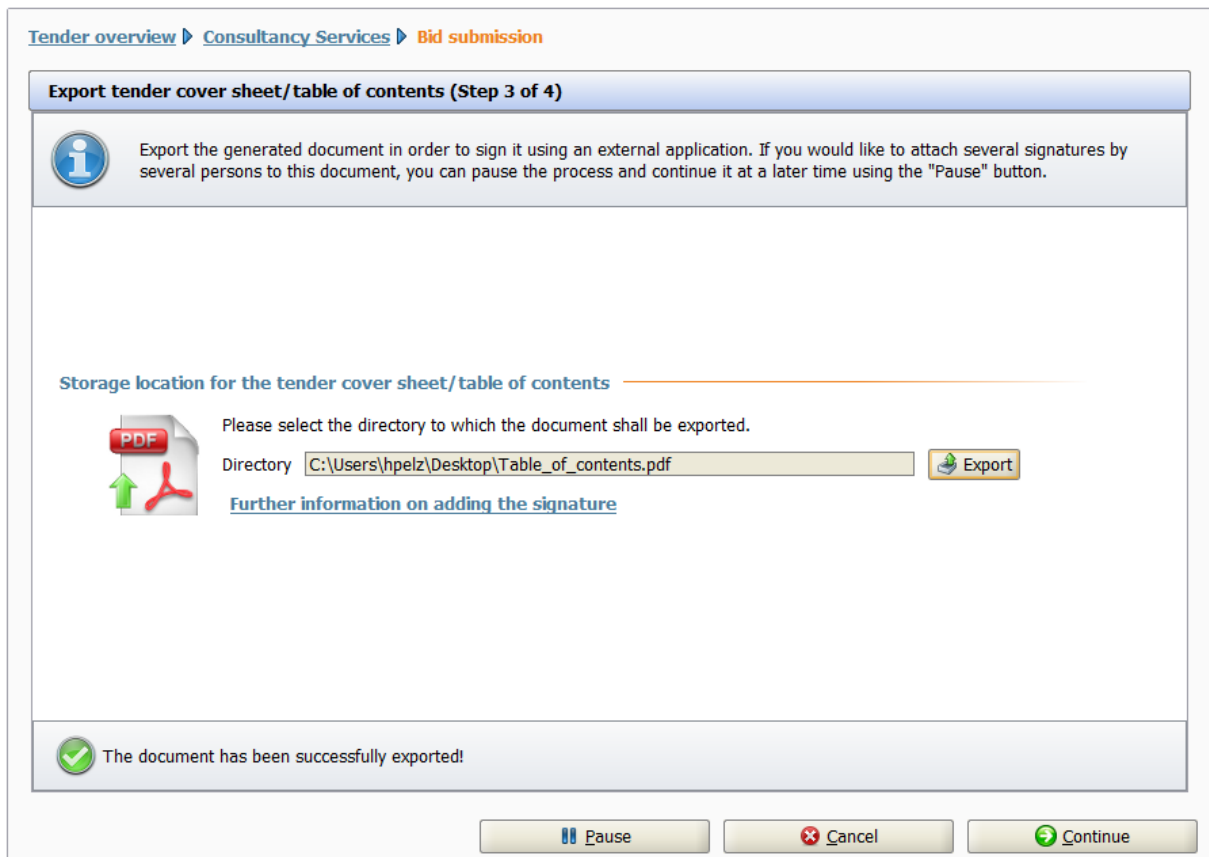 Tender overview Consultancy Services Bid submission
Export tender cover sheet/table of contents (Step 3 of 4)
Export the generated document in order to sign it using an external application. If you would like to attach several signatures by
several persons to this document, you can pause the process and continue it at a later time using the "Pause" button.
Storage location for the tender cover sheet/table of contents
PDF
Please select the directory to which the document shall be exported.
Directory C:\Users\hpelz\Desktop\Table_of_contents.pdf Export
Further information on adding the signature
The document has been successfully exported!
Pause Cancel Continue